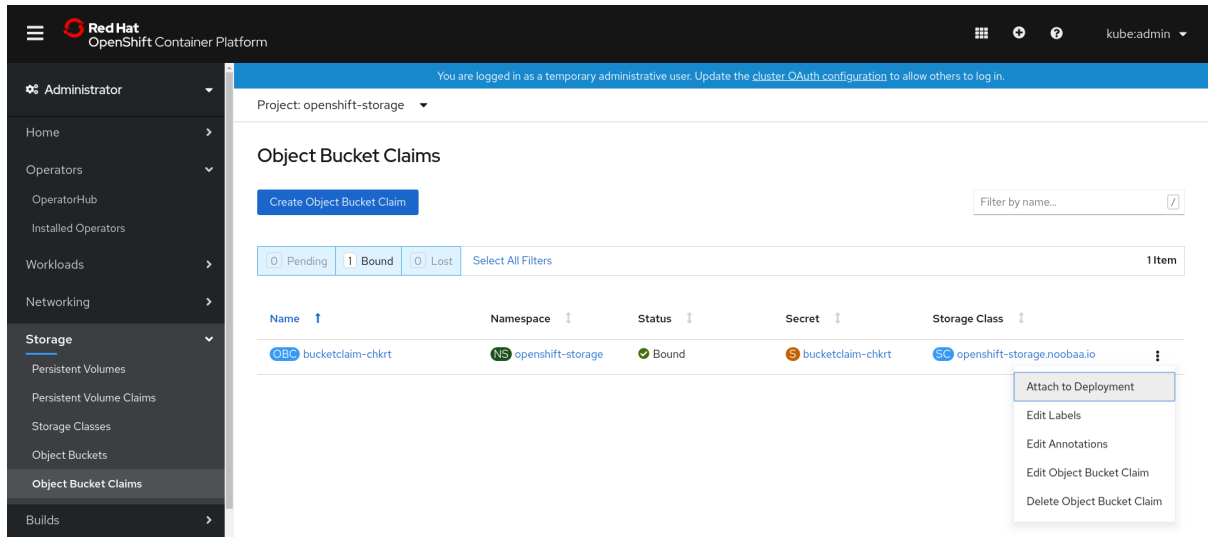 Red Hat
OpenShift Container Platform
kube:admin
Administrator
You are logged in as a temporary administrative user. Update the cluster OAuth configuration to allow others to log in.
Project: openshift-storage
Home
Operators
OperatorHub
Installed Operators
Workloads
Networking
Storage
Persistent Volumes
Persistent Volume Claims
Storage Classes
Object Buckets
Object Bucket Claims
Builds
Object Bucket Claims
Create Object Bucket Claim
Filter by name...
/
0 Pending 1 Bound 0 Lost Select All Filters 1 Item
Name Namespace Status Secret Storage Class
OBC bucketclaim-chkrt NS openshift-storage Bound S bucketclaim-chkrt SC openshift-storage.noobaa.io
Attach to Deployment
Edit Labels
Edit Annotations
Edit Object Bucket Claim
Delete Object Bucket Claim